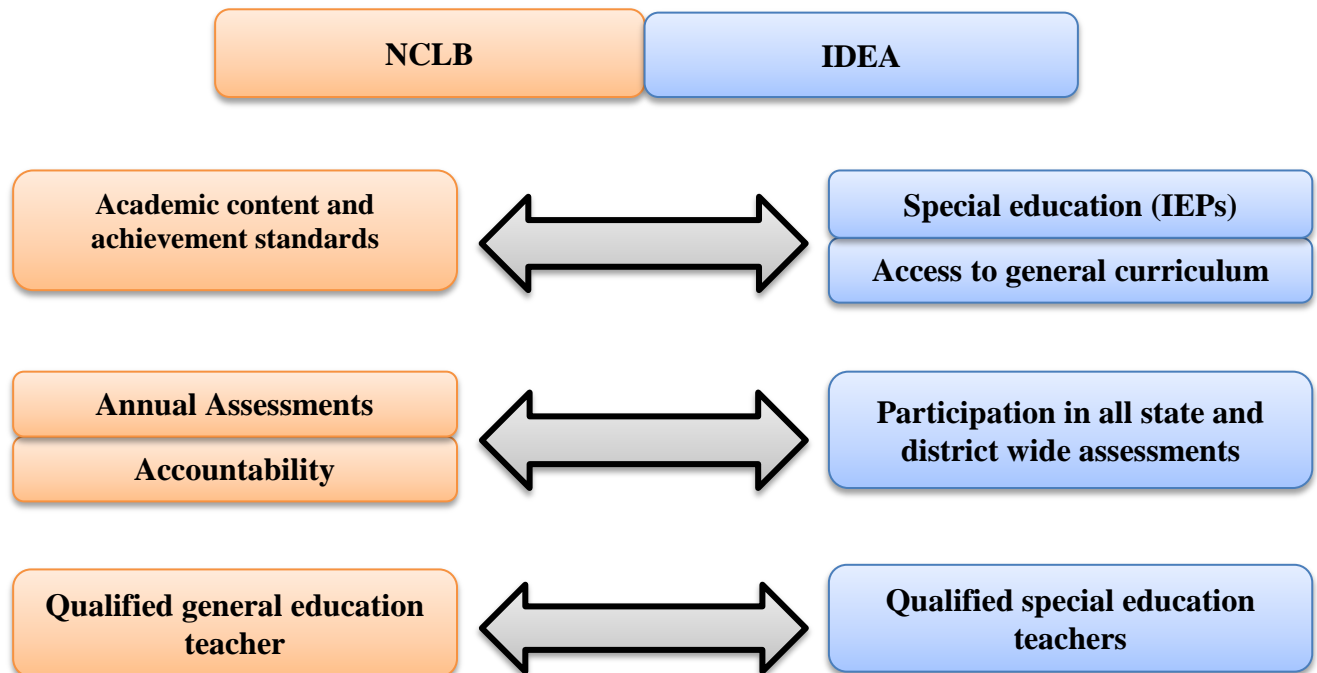 NCLB
IDEA
Academic content and
achievement standards
Special education (IEPs)
Access to general curriculum
Annual Assessments
Accountability
Participation in all state and
district wide assessments
Qualified general education
teacher
Qualified special education
teachers